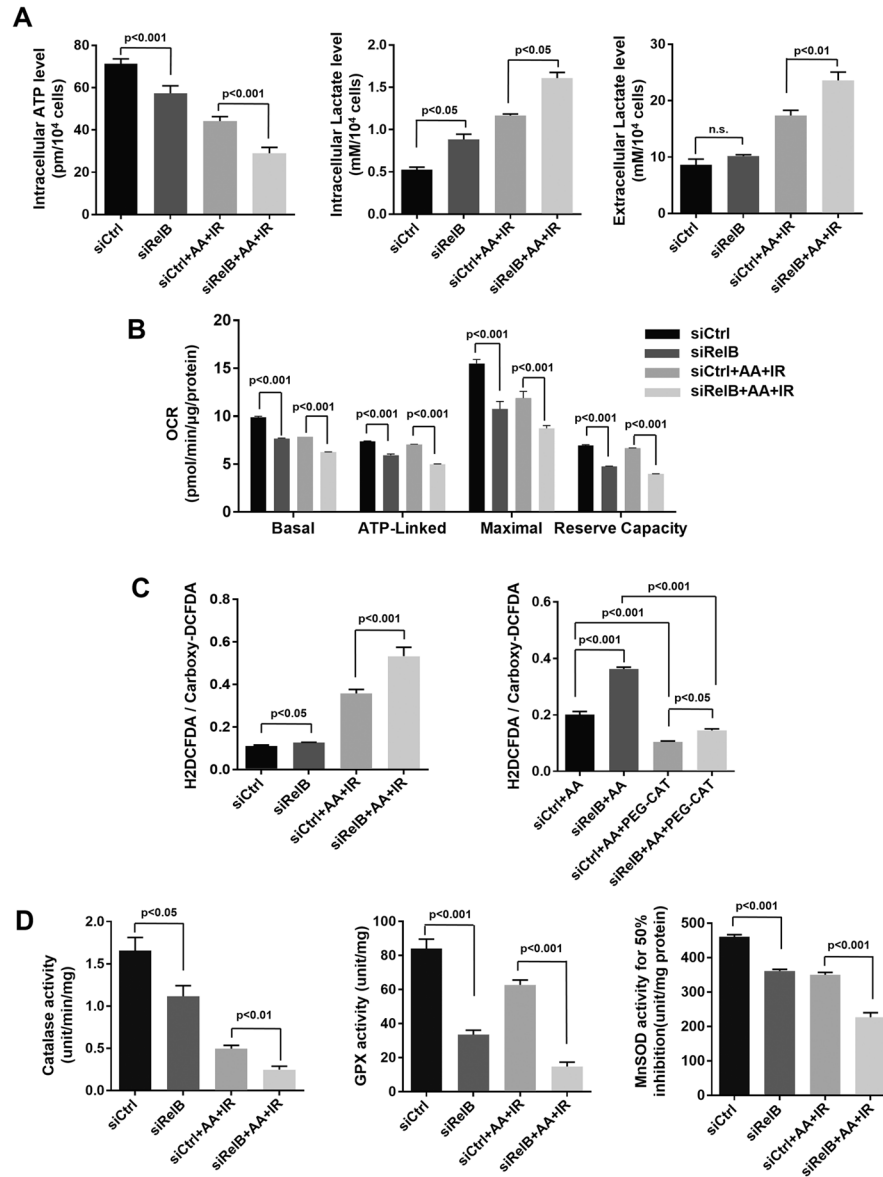 A
Intracellular ATP level
(pm/10⁴ cells)
80
60
40
20
0
p<0.001
p<0.001
siCtrl
siRelB
siCtrl+AA+IR
siRelB+AA+IR
Intracellular Lactate level
(mM/10⁴ cells)
2.0
1.5
1.0
0.5
0.0
p<0.05
p<0.05
siCtrl
siRelB
siCtrl+AA+IR
siRelB+AA+IR
Extracellular Lactate level
(mM/10⁴ cells)
30
20
10
0
n.s.
p<0.01
siCtrl
siRelB
siCtrl+AA+IR
siRelB+AA+IR
B
OCR
(pmol/min/µg/protein)
20
15
10
5
0
p<0.001
p<0.001
p<0.001
p<0.001
p<0.001
p<0.001
p<0.001
p<0.001
Basal
ATP-Linked
Maximal
Reserve Capacity
siCtrl
siRelB
siCtrl+AA+IR
siRelB+AA+IR
C
H2DCFDA / Carboxy-DCFDA
0.8
0.6
0.4
0.2
0.0
p<0.05
p<0.001
siCtrl
siRelB
siCtrl+AA+IR
siRelB+AA+IR
H2DCFDA / Carboxy-DCFDA
0.6
0.4
0.2
0.0
p<0.001
p<0.001
p<0.001
p<0.05
siCtrl+AA
siRelB+AA
siCtrl+AA+PEG-CAT
siRelB+AA+PEG-CAT
D
Catalase activity
(unit/min/mg)
2.0
1.5
1.0
0.5
0.0
p<0.05
p<0.01
siCtrl
siRelB
siCtrl+AA+IR
siRelB+AA+IR
GPX activity (unit/mg)
100
80
60
40
20
0
p<0.001
p<0.001
siCtrl
siRelB
siCtrl+AA+IR
siRelB+AA+IR
MnSOD activity for 50%
inhibition(unit/mg protein)
500
400
300
200
100
0
p<0.001
p<0.001
siCtrl
siRelB
siCtrl+AA+IR
siRelB+AA+IR